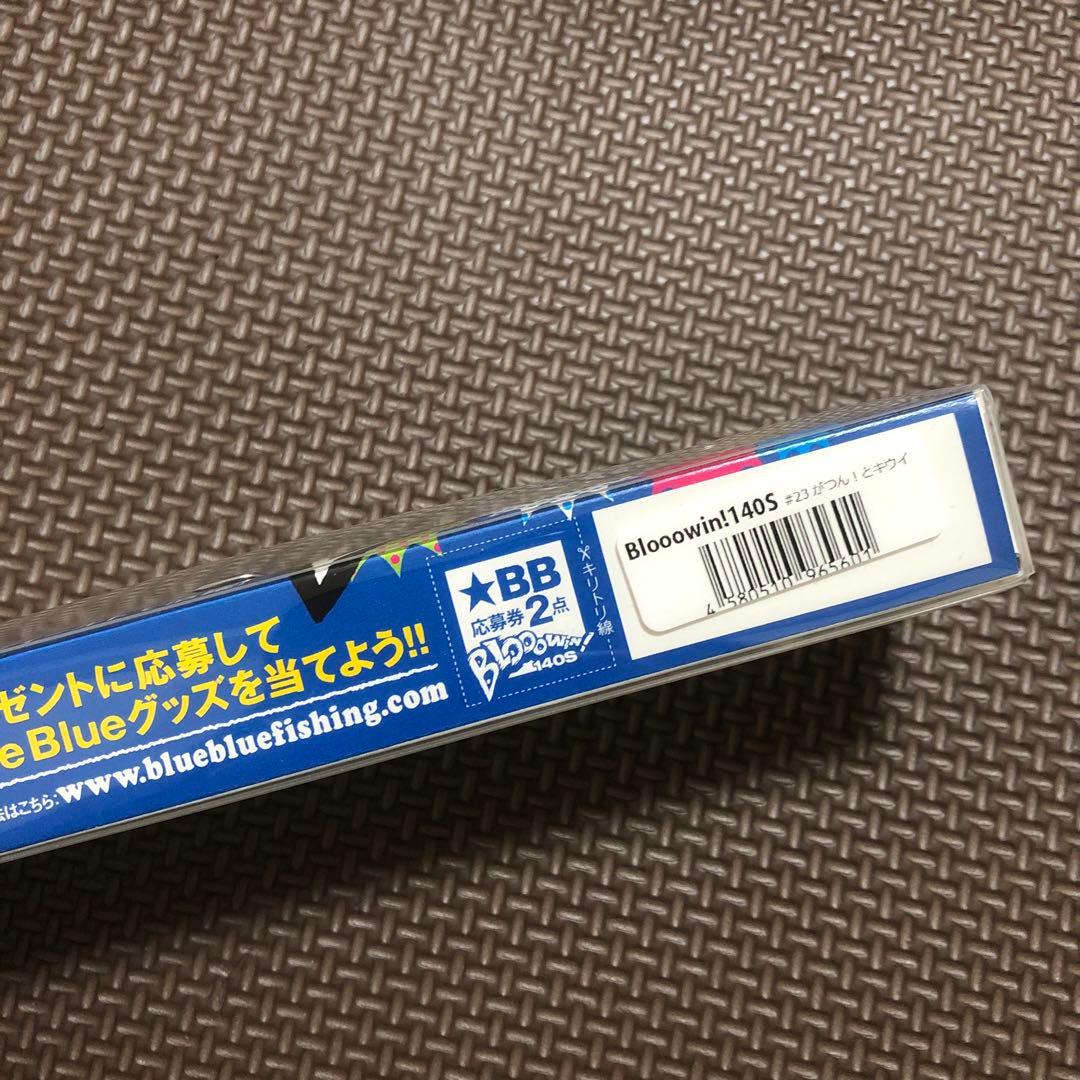 ゼントに応募して
eBlueグッズを当てよう!!
はこちら:www.bluebluefishing.com
★BB
応募券2点
BLOOOWIN!
140S
キリトリ線
Blooowin!140S #23 がつん！とキウイ
4 580510 965601